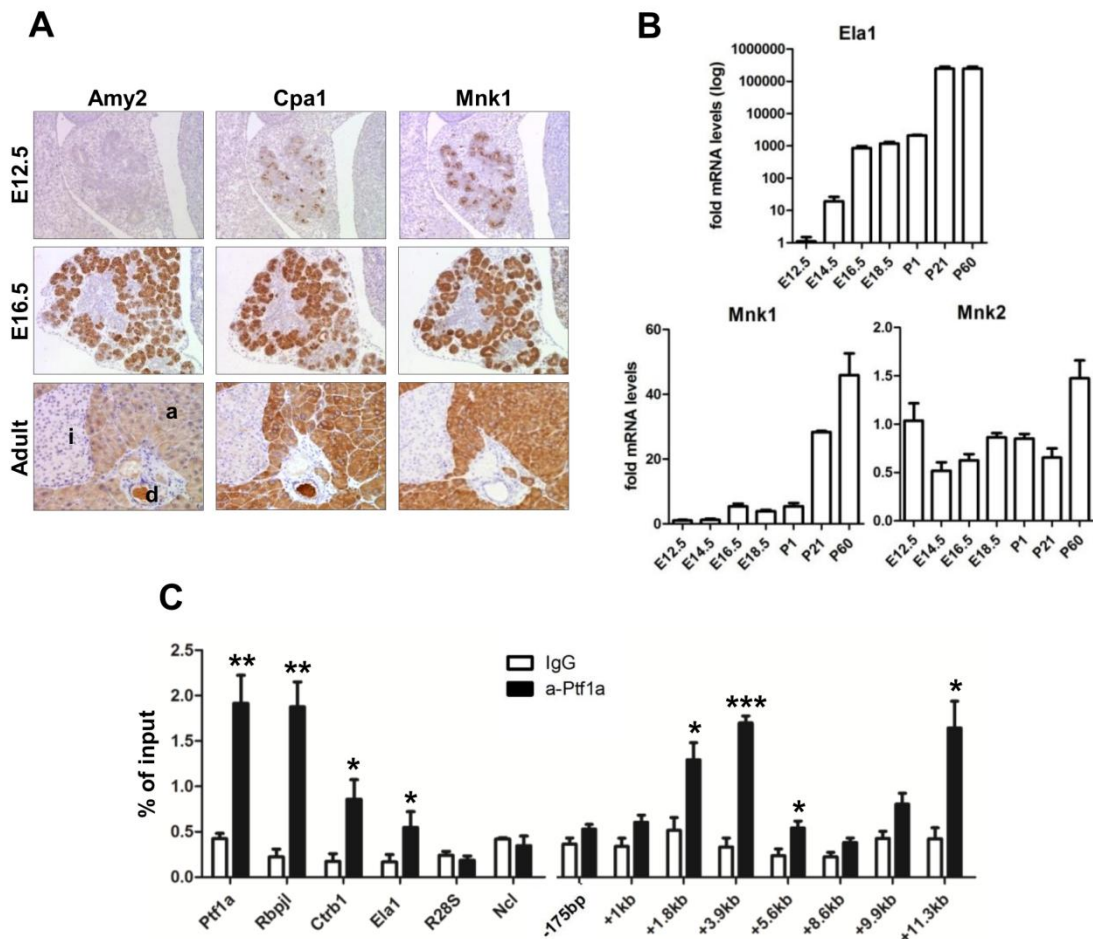 A
Amy2 Cpa1 Mnk1
E12.5
E16.5
Adult
i
a
d
B
Ela1
fold mRNA levels (log)
1000000
100000
10000
1000
100
10
1
E12.5 E14.5 E16.5 E18.5 P1 P21 P60
Mnk1
fold mRNA levels
60
40
20
0
E12.5 E14.5 E16.5 E18.5 P1 P21 P60
Mnk2
2.0
1.5
1.0
0.5
0.0
E12.5 E14.5 E16.5 E18.5 P1 P21 P60
C
% of input
2.5
2.0
1.5
1.0
0.5
0.0
IgG
a-Ptf1a
** ** * * * *** * *
Ptf1a Rbpjl Ctrb1 Ela1 R28S Ncl -175bp +1kb +1.8kb +3.9kb +5.6kb +8.6kb +9.9kb +11.3kb